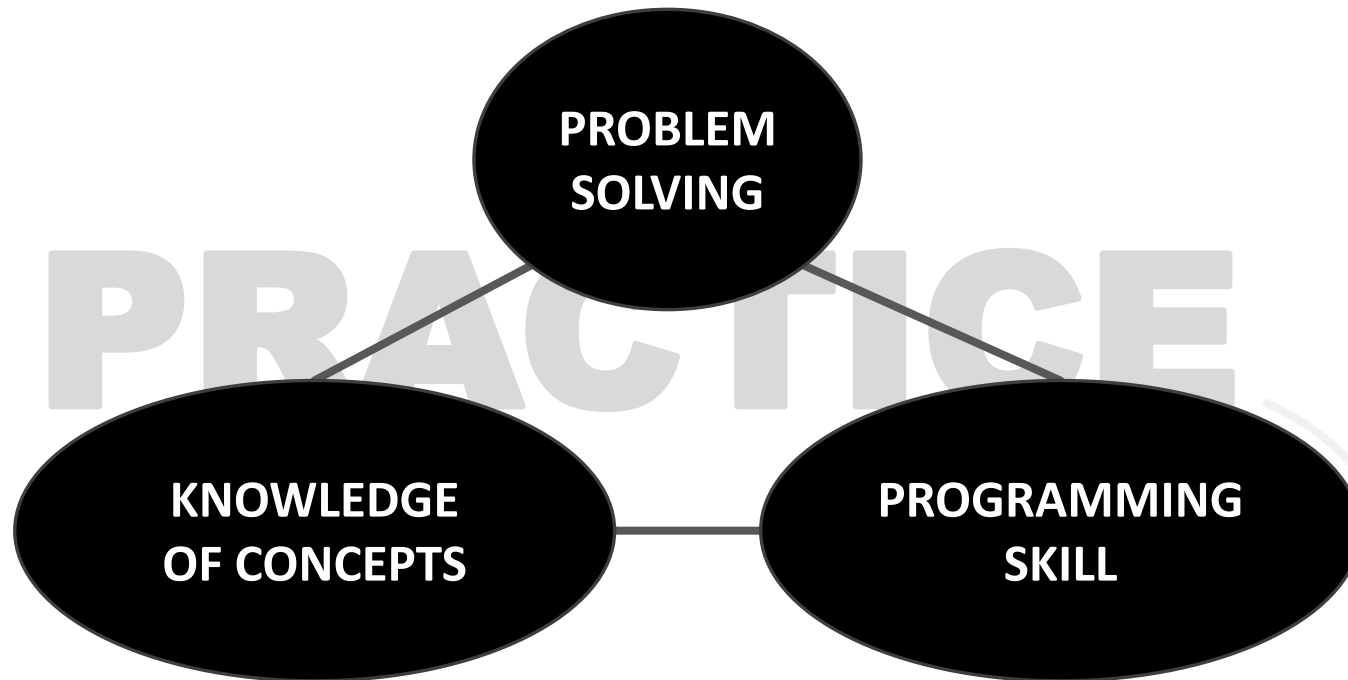 PROBLEM
SOLVING
PRACTICE
KNOWLEDGE
OF CONCEPTS
PROGRAMMING
SKILL